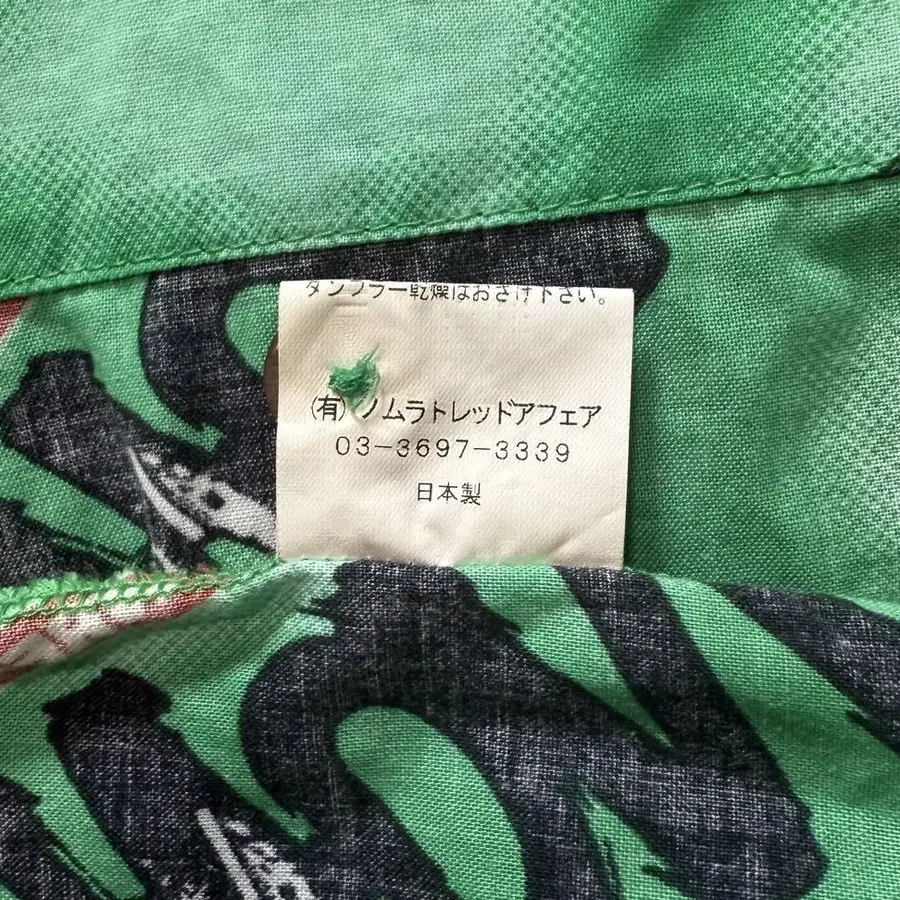 タンブラー乾燥はおさけ下さい。
(有)ノムラトレッドアフェア
03-3697-3339
日本製